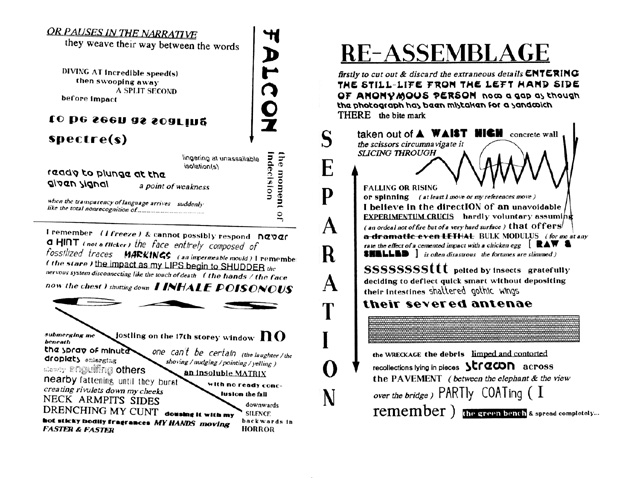 OR PAUSES IN THE NARRATIVE
they weave their way between the words
FALCON
DIVING AT incredible speed(s)
then swooping away
A SPLIT SECOND
before impact
to be seen as soaring
spectre(s)
lingering at unassailable
isolation(s)
the moment of
indecision
ready to plunge at the
given signal
a point of weakness
when the transparency of language arrives suddenly
like the total nonrecognition of
I remember ( I freeze ) & cannot possibly respond never
a HINT ( not a flicker ) the face entirely composed of
fossilized traces MARKINGS ( an impermeable mould ) I remembe
( the stare ) the impact as my LIPS begin to SHUDDER the
nervous system disconnecting like the touch of death ( the hands / the face
now the chest ) shutting down I INHALE POISONOUS
submerging me
beneath
jostling on the 17th storey window no
the spray of minute
droplets
one cant be certain (the laughter / the
shoving / nudging / pointing / yelling )
slowly engulfing others
an insoluble MATRIX
nearby fattening until they burst
with no ready conc-
lusion the fall
creating rivulets down my cheeks
NECK ARMPITS SIDES
downwards
DRENCHING MY CUNT dousing it with my
SILENCE
hot sticky bodily fragrances MY HANDS moving
backwards in
FASTER & FASTER
HORROR
SEPARATION
RE-ASSEMBLAGE
firstly to cut out & discard the extraneous details ENTERING
THE STILL-LIFE FROM THE LEFT HAND SIDE
OF ANONYMOUS PERSON now a gap as though
the photograph has been mistaken for a sandwich
THERE the bite mark
taken out of A WAIST HIGH concrete wall
the scissors circumnavigate it
SLICING THROUGH
FALLING OR RISING
or spinning ( at least I move or my references move )
I believe in the direcTION of an unavoidable
EXPERIMENTUM CRUCIS hardly voluntary assuming
( an ordeal not of fire but of a very hard surface ) that offers
a dramatic even LETHAL BULK MODULUS ( for me at any
rate the effect of a cemented impact with a chicken egg [ RAW &
SHELLED ] is often disastrous the fortunes are slimmed )
sssssssssttt pelted by insects gratefully
deciding to deflect quick smart without depositing
their intestines shattered gothic wings
their severed antenae
the WRECKAGE the debris limped and contorted
recollections lying in pieces strewn across
the PAVEMENT ( between the elephant & the view
over the bridge ) PARTly COATing ( I
remember ) the green bench & spread completely...